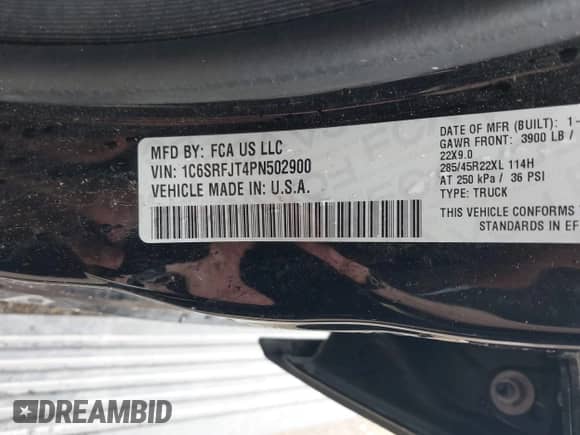 MFD BY: FCA US LLC
VIN: 1C6SRFJT4PN502900
VEHICLE MADE IN U.S.A.
DATE OF MFR (BUILT): 1-
GAWR FRONT: 3900 LB /
22X9.0
285/45R22XL 114H
AT 250 kPa / 36 PSI
TYPE: TRUCK
THIS VEHICLE CONFORMS
STANDARDS IN EF
DREAMBID